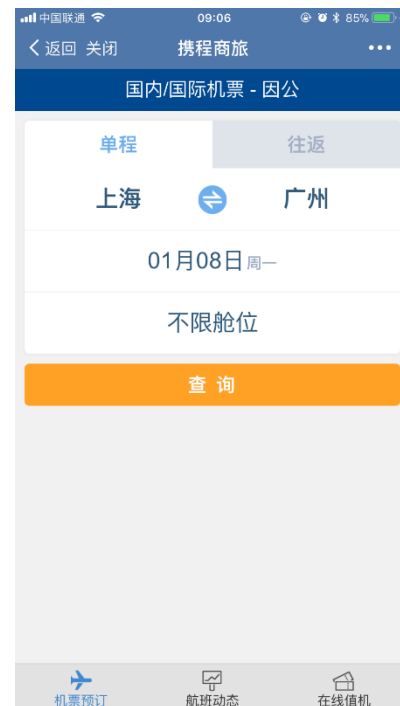 中国联通 09:06 85%
返回 关闭 携程商旅
国内/国际机票 - 因公
单程 往返
上海 广州
01月08日 周一
不限舱位
查 询
机票预订 航班动态 在线值机